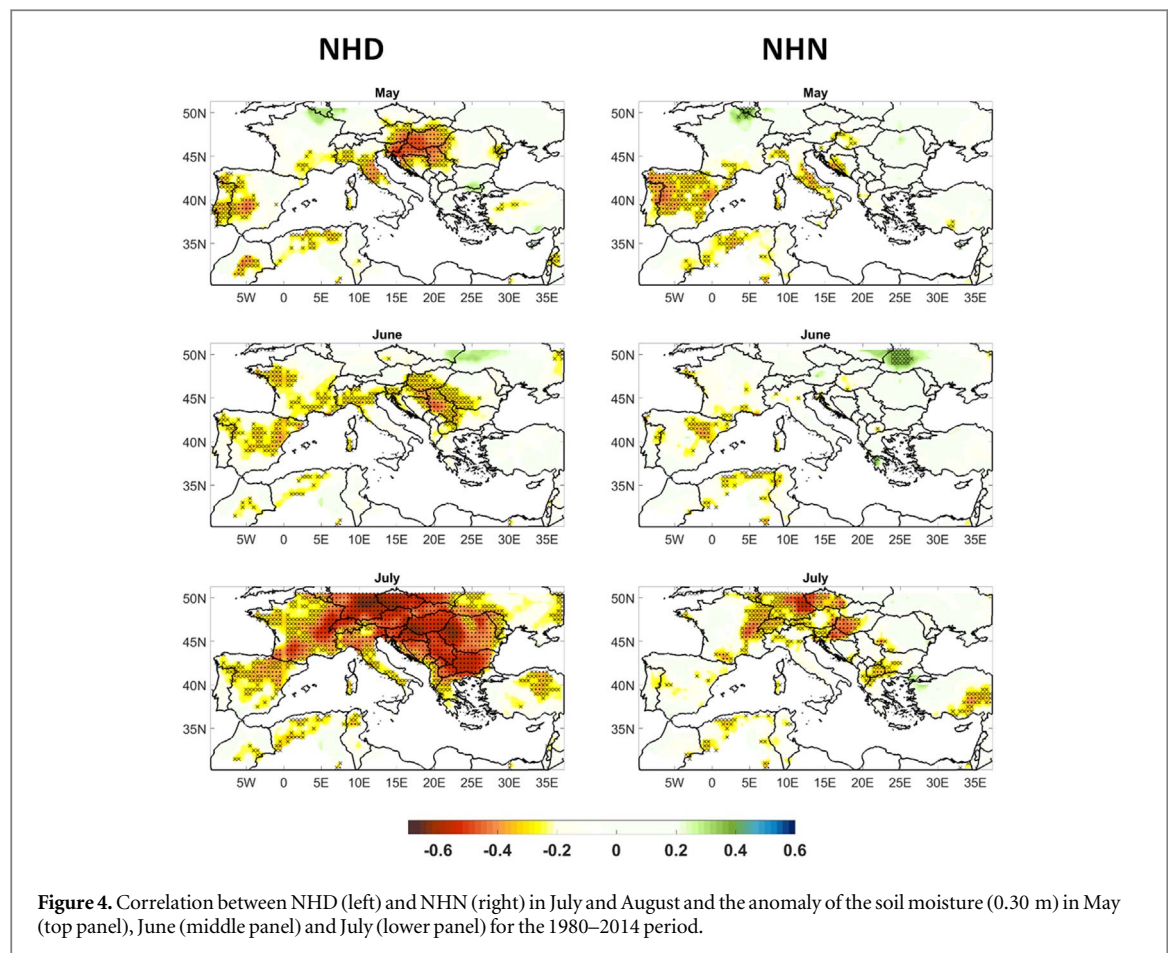 NHD NHN
May May
50N 50N
45N 45N
40N 40N
35N 35N
5W 0 5E 10E 15E 20E 25E 30E 35E 5W 0 5E 10E 15E 20E 25E 30E 35E
June June
50N 50N
45N 45N
40N 40N
35N 35N
5W 0 5E 10E 15E 20E 25E 30E 35E 5W 0 5E 10E 15E 20E 25E 30E 35E
July July
50N 50N
45N 45N
40N 40N
35N 35N
5W 0 5E 10E 15E 20E 25E 30E 35E 5W 0 5E 10E 15E 20E 25E 30E 35E
-0.6 -0.4 -0.2 0 0.2 0.4 0.6
Figure 4. Correlation between NHD (left) and NHN (right) in July and August and the anomaly of the soil moisture (0.30 m) in May
(top panel), June (middle panel) and July (lower panel) for the 1980–2014 period.